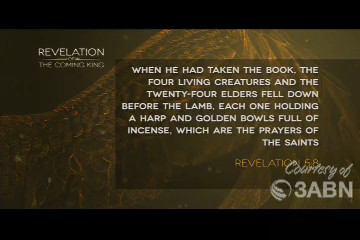 REVELATION
OF
THE COMING KING
WHEN HE HAD TAKEN THE BOOK, THE
FOUR LIVING CREATURES AND THE
TWENTY-FOUR ELDERS FELL DOWN
BEFORE THE LAMB, EACH ONE HOLDING
A HARP AND GOLDEN BOWLS FULL OF
INCENSE, WHICH ARE THE PRAYERS OF
THE SAINTS
REVELATION 5:8
Courtesy of
3ABN